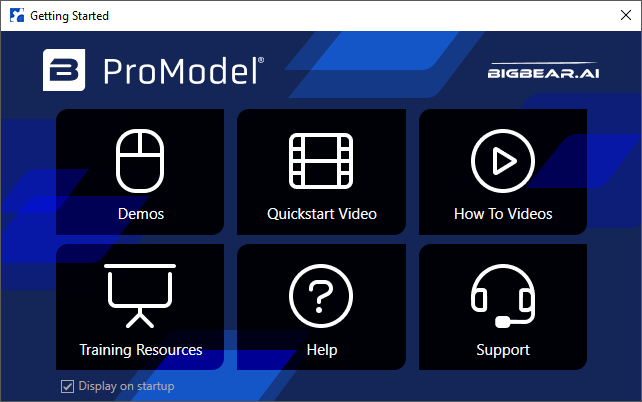 Getting Started
ProModel®
BIGBEAR.AI
Demos
Quickstart Video
How To Videos
Training Resources
Help
Support
Display on startup